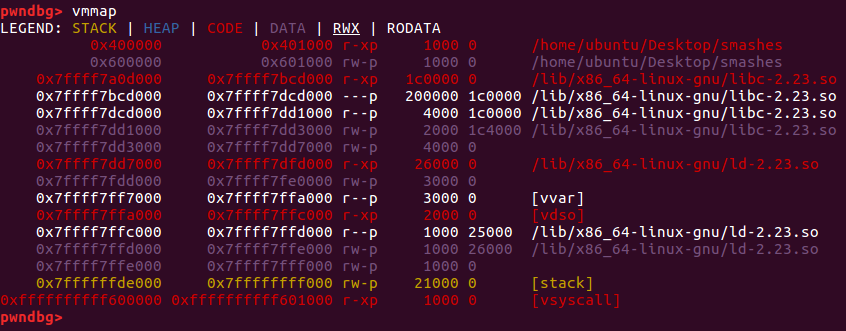 pwndbg> vmmap
LEGEND: STACK | HEAP | CODE | DATA | RWX | RODATA
0x400000 0x401000 r-xp 1000 0 /home/ubuntu/Desktop/smashes
0x600000 0x601000 rw-p 1000 0 /home/ubuntu/Desktop/smashes
0x7ffff7a0d000 0x7ffff7bcd000 r-xp 1c0000 0 /lib/x86_64-linux-gnu/libc-2.23.so
0x7ffff7bcd000 0x7ffff7dcd000 ---p 200000 1c0000 /lib/x86_64-linux-gnu/libc-2.23.so
0x7ffff7dcd000 0x7ffff7dd1000 r--p 4000 1c0000 /lib/x86_64-linux-gnu/libc-2.23.so
0x7ffff7dd1000 0x7ffff7dd3000 rw-p 2000 1c4000 /lib/x86_64-linux-gnu/libc-2.23.so
0x7ffff7dd3000 0x7ffff7dd7000 rw-p 4000 0
0x7ffff7dd7000 0x7ffff7dfd000 r-xp 26000 0 /lib/x86_64-linux-gnu/ld-2.23.so
0x7ffff7fdd000 0x7ffff7fe0000 rw-p 3000 0
0x7ffff7ff7000 0x7ffff7ffa000 r--p 3000 0 [vvar]
0x7ffff7ffa000 0x7ffff7ffc000 r-xp 2000 0 [vdso]
0x7ffff7ffc000 0x7ffff7ffd000 r--p 1000 25000 /lib/x86_64-linux-gnu/ld-2.23.so
0x7ffff7ffd000 0x7ffff7ffe000 rw-p 1000 26000 /lib/x86_64-linux-gnu/ld-2.23.so
0x7ffff7ffe000 0x7ffff7fff000 rw-p 1000 0
0x7ffffffde000 0x7ffffffff000 rw-p 21000 0 [stack]
0xffffffffff600000 0xffffffffff601000 r-xp 1000 0 [vsyscall]
pwndbg>